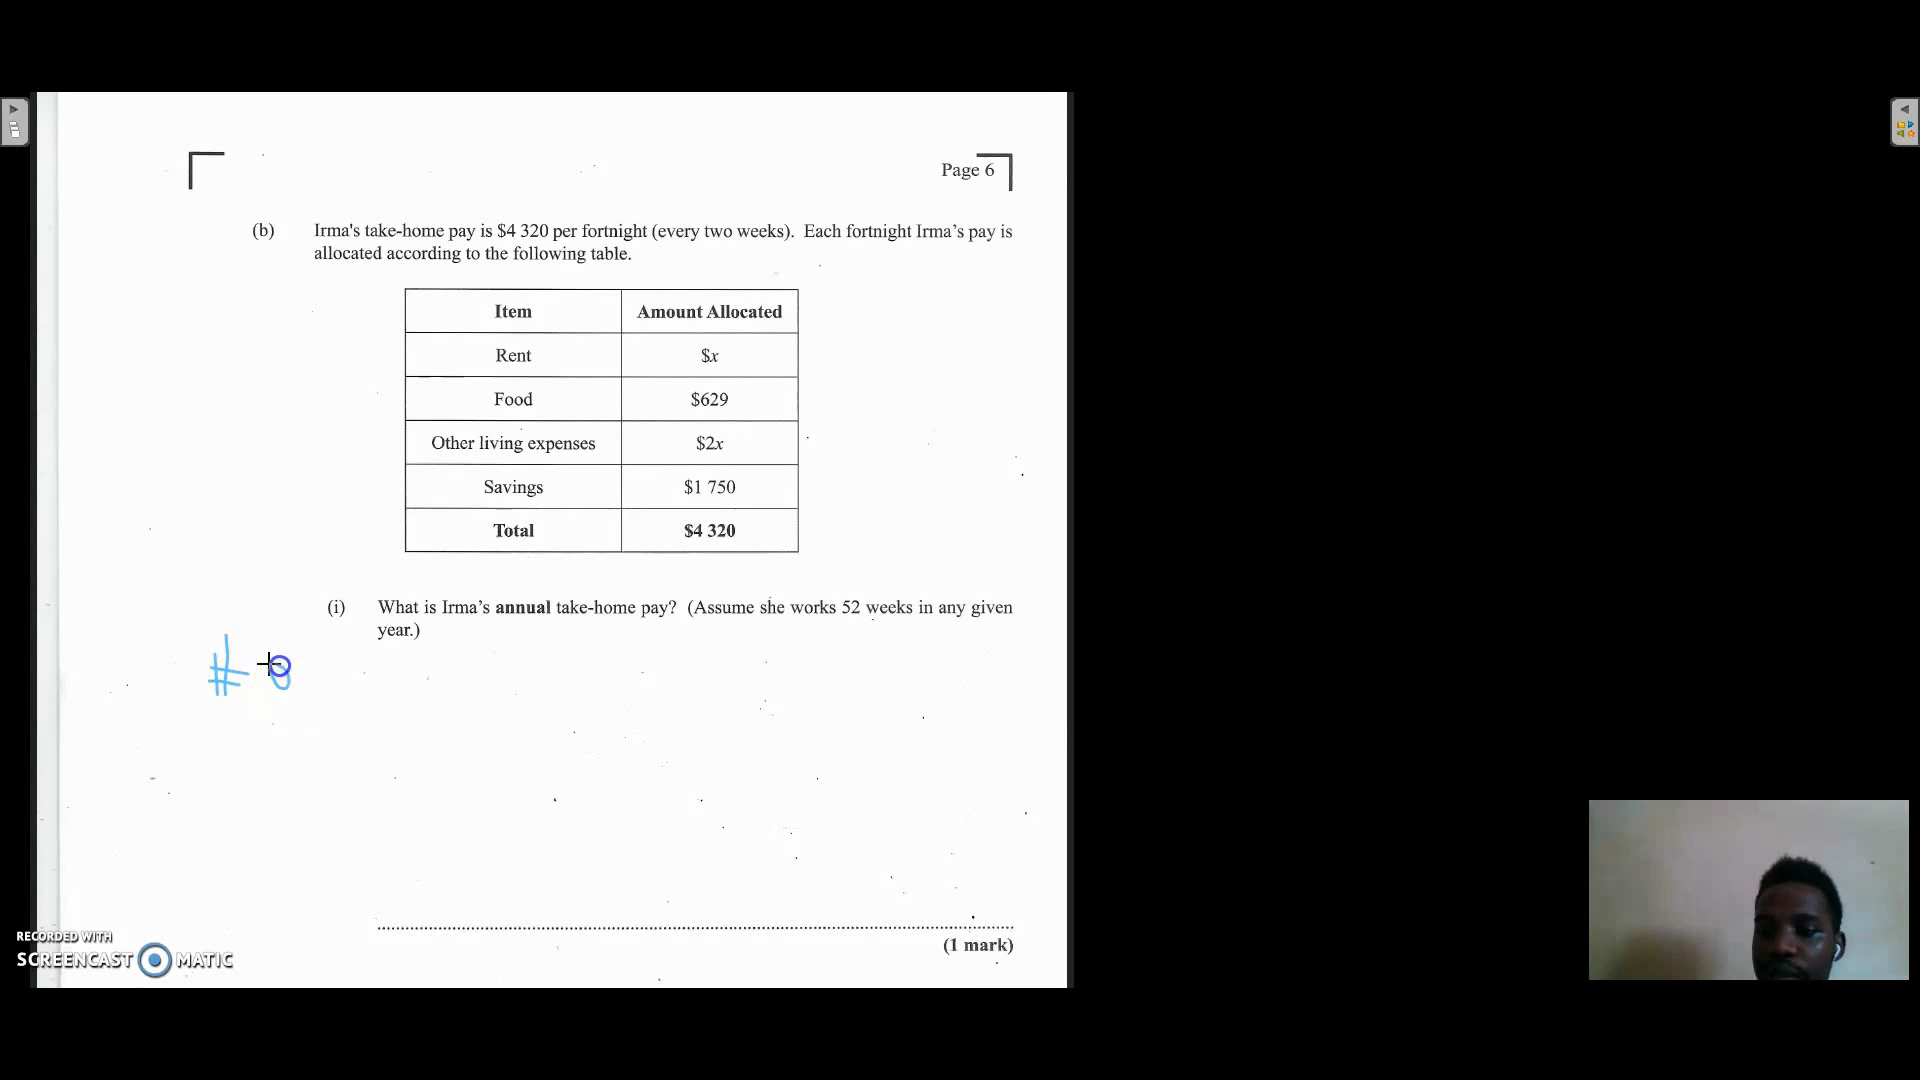 Page 6
(b) Irma's take-home pay is $4 320 per fortnight (every two weeks). Each fortnight Irma’s pay is
allocated according to the following table.
Item Amount Allocated
Rent $x
Food $629
Other living expenses $2x
Savings $1 750
Total $4 320
(i) What is Irma’s annual take-home pay? (Assume she works 52 weeks in any given
year.)
# 8
(1 mark)
RECORDED WITH
SCREENCAST MATIC